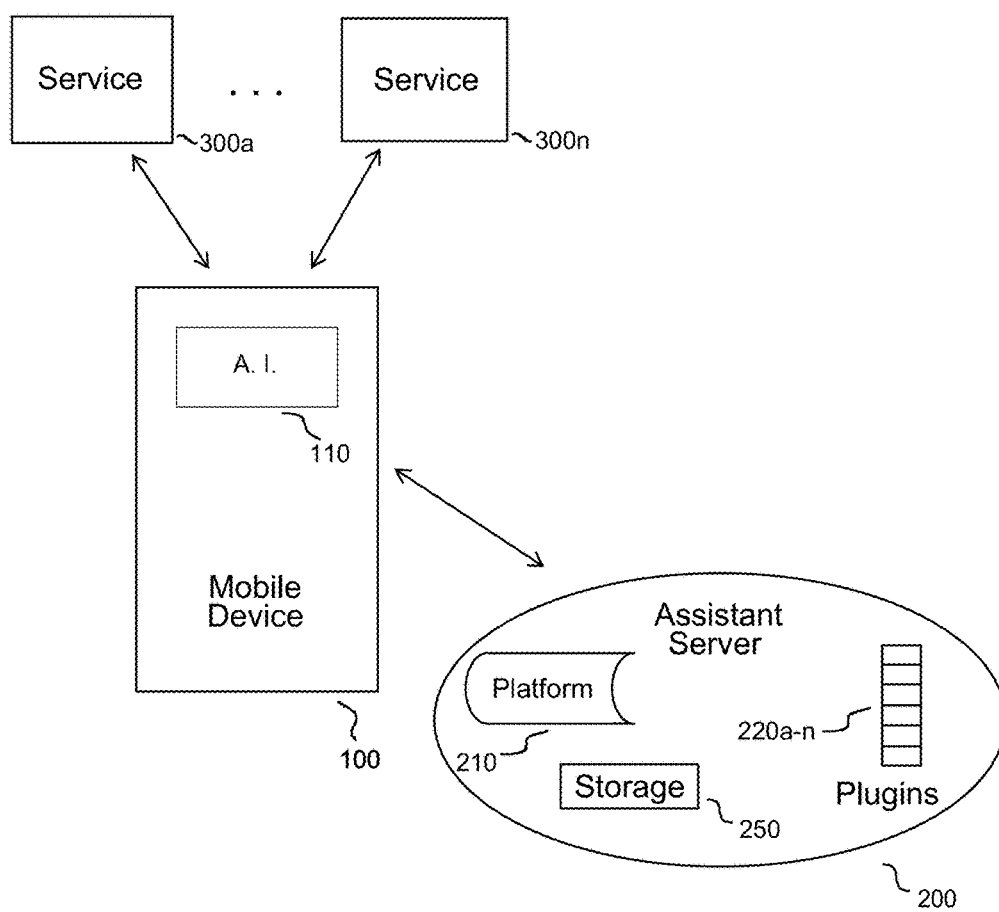 Service
. . .
Service
300a
300n
A. I.
110
Mobile
Device
100
Assistant
Server
Platform
210
220a-n
Storage
250
Plugins
200